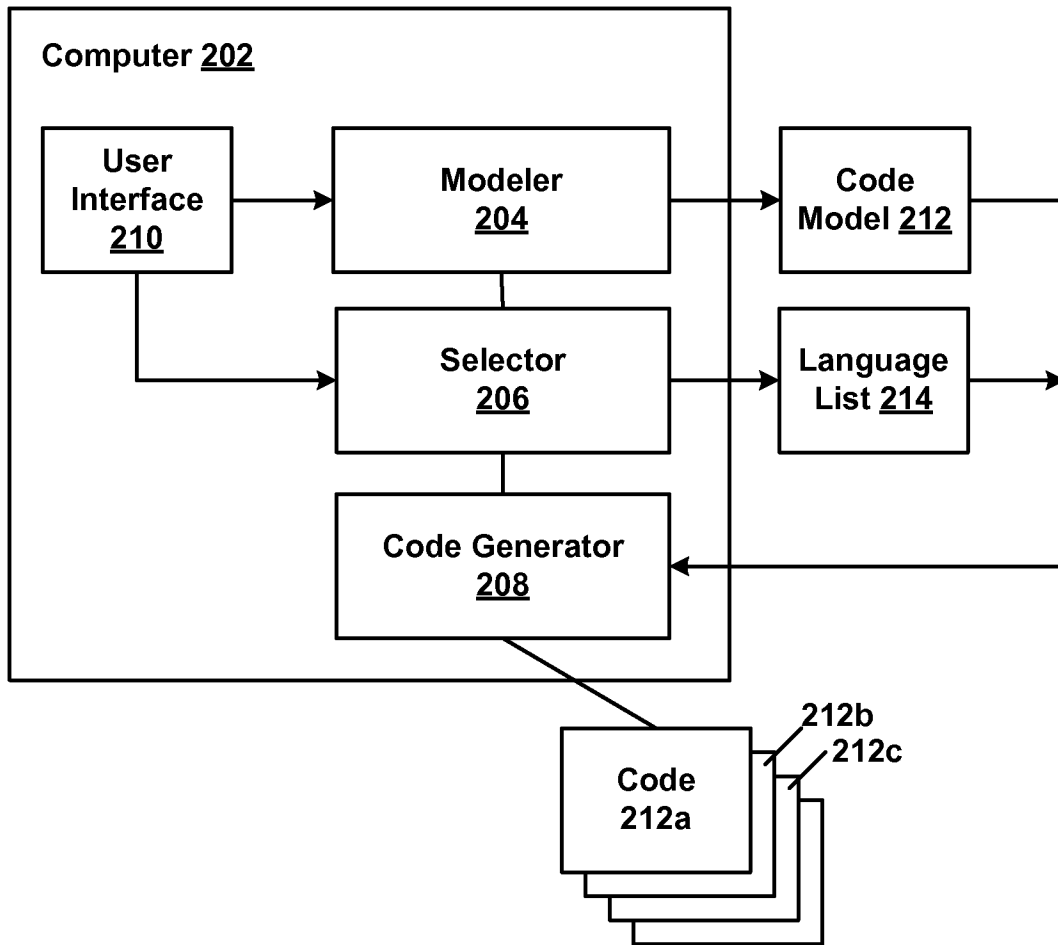 Computer 202
User
Interface
210
Modeler
204
Code
Model 212
Selector
206
Language
List 214
Code Generator
208
212b
212c
Code
212a